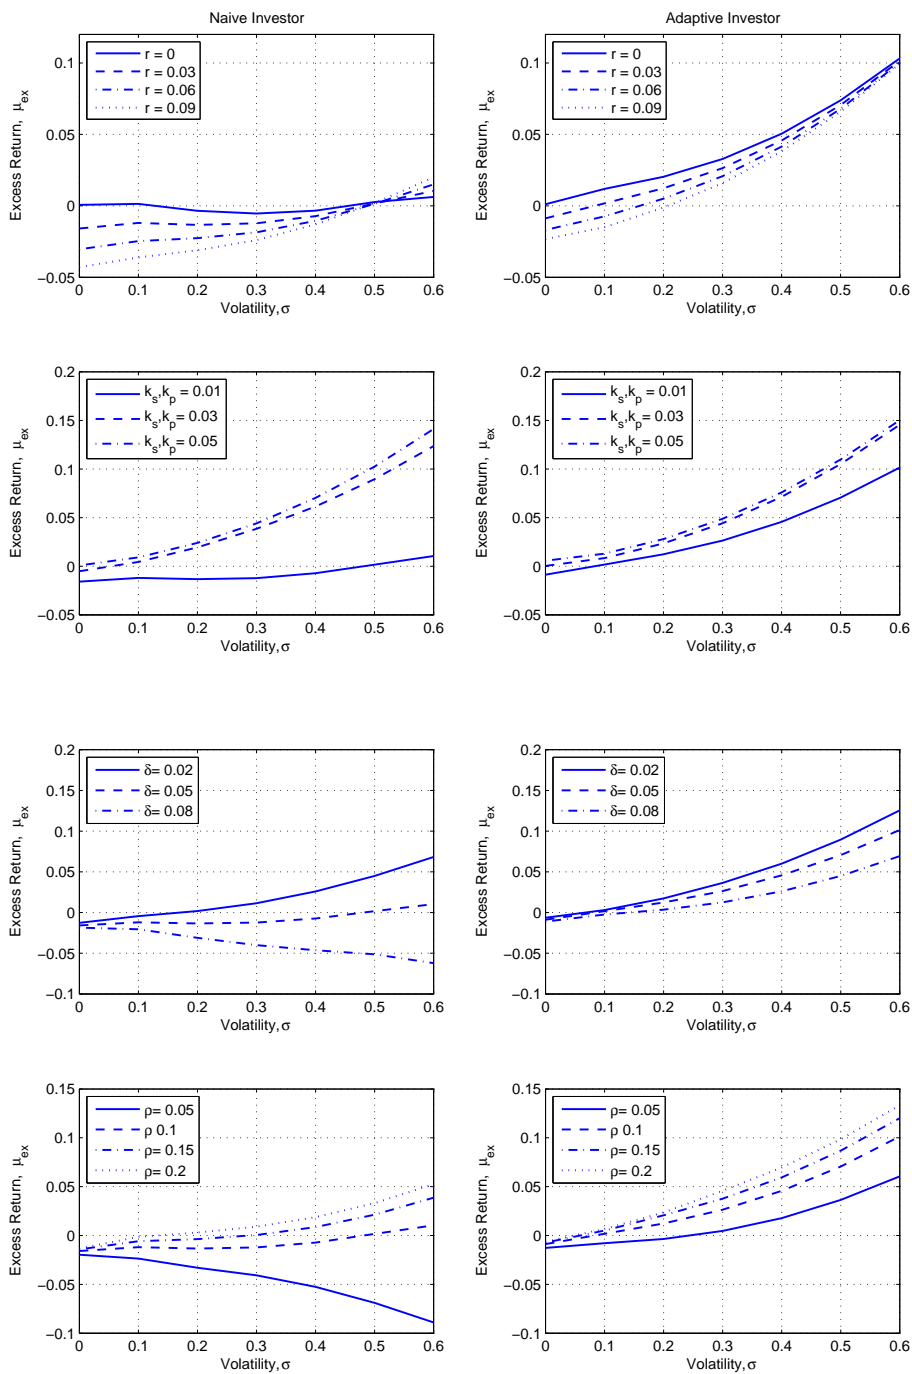 Naive Investor
0.1
0.05
0
−0.05
Excess Return, μex
r = 0
r = 0.03
r = 0.06
r = 0.09
0 0.1 0.2 0.3 0.4 0.5 0.6
Volatility, σ
Adaptive Investor
0.1
0.05
0
−0.05
Excess Return, μex
r = 0
r = 0.03
r = 0.06
r = 0.09
0 0.1 0.2 0.3 0.4 0.5 0.6
Volatility, σ
0.2
0.15
0.1
0.05
0
−0.05
Excess Return, μex
ks,kp = 0.01
ks,kp= 0.03
ks,kp= 0.05
0 0.1 0.2 0.3 0.4 0.5 0.6
Volatility, σ
0.2
0.15
0.1
0.05
0
−0.05
Excess Return, μex
ks,kp = 0.01
ks,kp= 0.03
ks,kp= 0.05
0 0.1 0.2 0.3 0.4 0.5 0.6
Volatility, σ
0.2
0.15
0.1
0.05
0
−0.05
−0.1
Excess Return, μex
δ= 0.02
δ= 0.05
δ= 0.08
0 0.1 0.2 0.3 0.4 0.5 0.6
Volatility, σ
0.2
0.15
0.1
0.05
0
−0.05
−0.1
Excess Return, μex
δ= 0.02
δ= 0.05
δ= 0.08
0 0.1 0.2 0.3 0.4 0.5 0.6
Volatility, σ
0.15
0.1
0.05
0
−0.05
−0.1
Excess Return, μex
ρ= 0.05
ρ 0.1
ρ= 0.15
ρ= 0.2
0 0.1 0.2 0.3 0.4 0.5 0.6
Volatility, σ
0.15
0.1
0.05
0
−0.05
−0.1
Excess Return, μex
ρ= 0.05
ρ 0.1
ρ= 0.15
ρ= 0.2
0 0.1 0.2 0.3 0.4 0.5 0.6
Volatility, σ